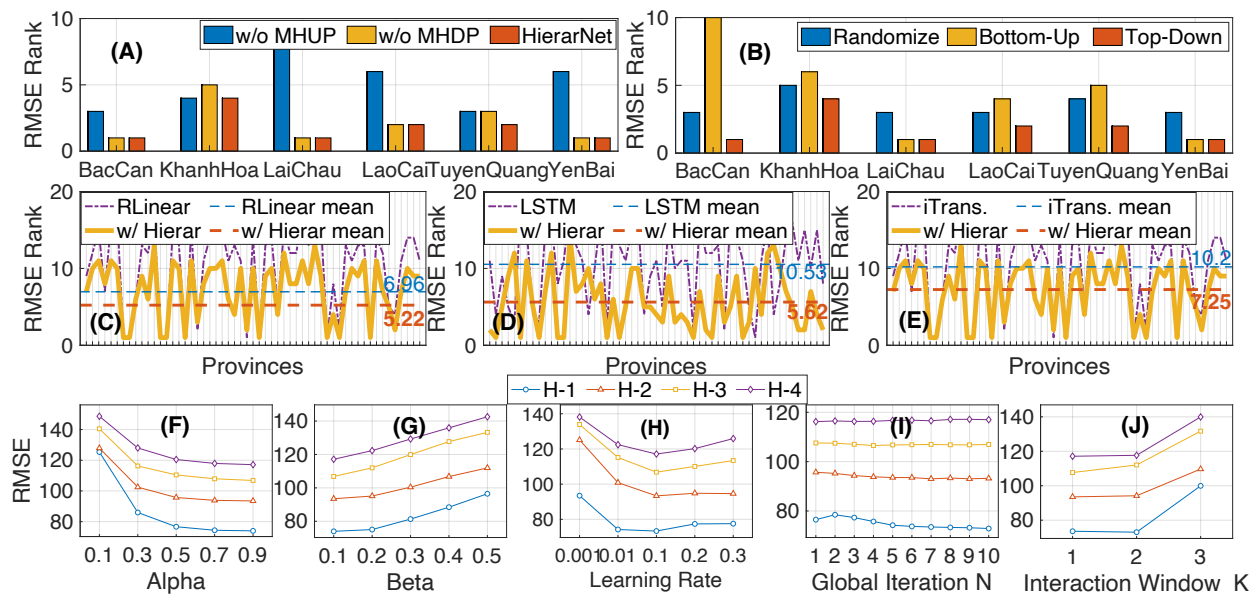 (A)
w/o MHUP w/o MHDP HierarNet
RMSE Rank
10
5
0
BacCan KhanhHoa LaiChau LaoCai TuyenQuang YenBai
(B)
Randomize Bottom-Up Top-Down
RMSE Rank
10
5
0
BacCan KhanhHoa LaiChau LaoCai TuyenQuang YenBai
RLinear RLinear mean
w/ Hierar w/ Hierar mean
RMSE Rank
20
10
0
6.96
5.22
(C)
Provinces
LSTM LSTM mean
w/ Hierar w/ Hierar mean
RMSE Rank
20
10
0
10.53
5.62
(D)
iTrans. iTrans. mean
w/ Hierar w/ Hierar mean
RMSE Rank
20
10
0
10.2
7.25
(E)
Provinces
H-1 H-2 H-3 H-4
(F)
RMSE
140
120
100
80
0.1 0.3 0.5 0.7 0.9
Alpha
(G)
140
120
100
80
0.1 0.2 0.3 0.4 0.5
Beta
(H)
140
120
100
80
60
0.001 0.01 0.1 0.2 0.3
Learning Rate
(I)
120
100
80
1 2 3 4 5 6 7 8 9 10
Global Iteration N
(J)
140
120
100
80
1 2 3
Interaction Window K